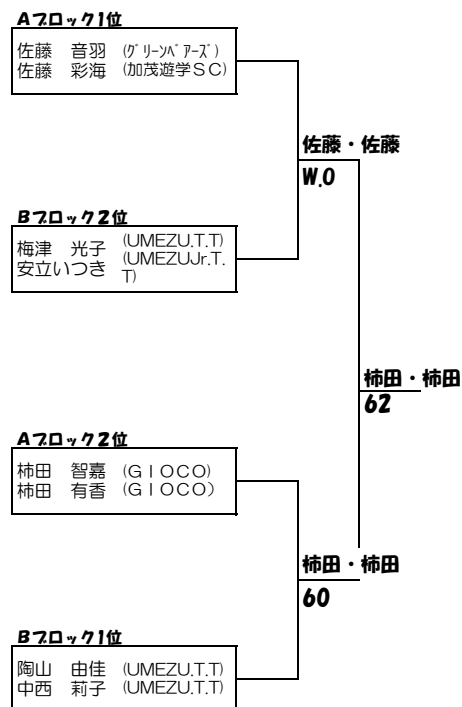 Aブロック1位
佐藤　音羽　(ｸﾞﾘｰﾝﾍﾞｱｰｽﾞ)
佐藤　彩海　(加茂遊学SC)
佐藤・佐藤
W.O
Bブロック2位
梅津　光子　(UMEZU.T.T)
安立いつき　(UMEZUJr.T.
T)
柿田・柿田
62
Aブロック2位
柿田　智嘉　(GIOCO)
柿田　有香　(GIOCO)
柿田・柿田
60
Bブロック1位
陶山　由佳　(UMEZU.T.T)
中西　莉子　(UMEZU.T.T)